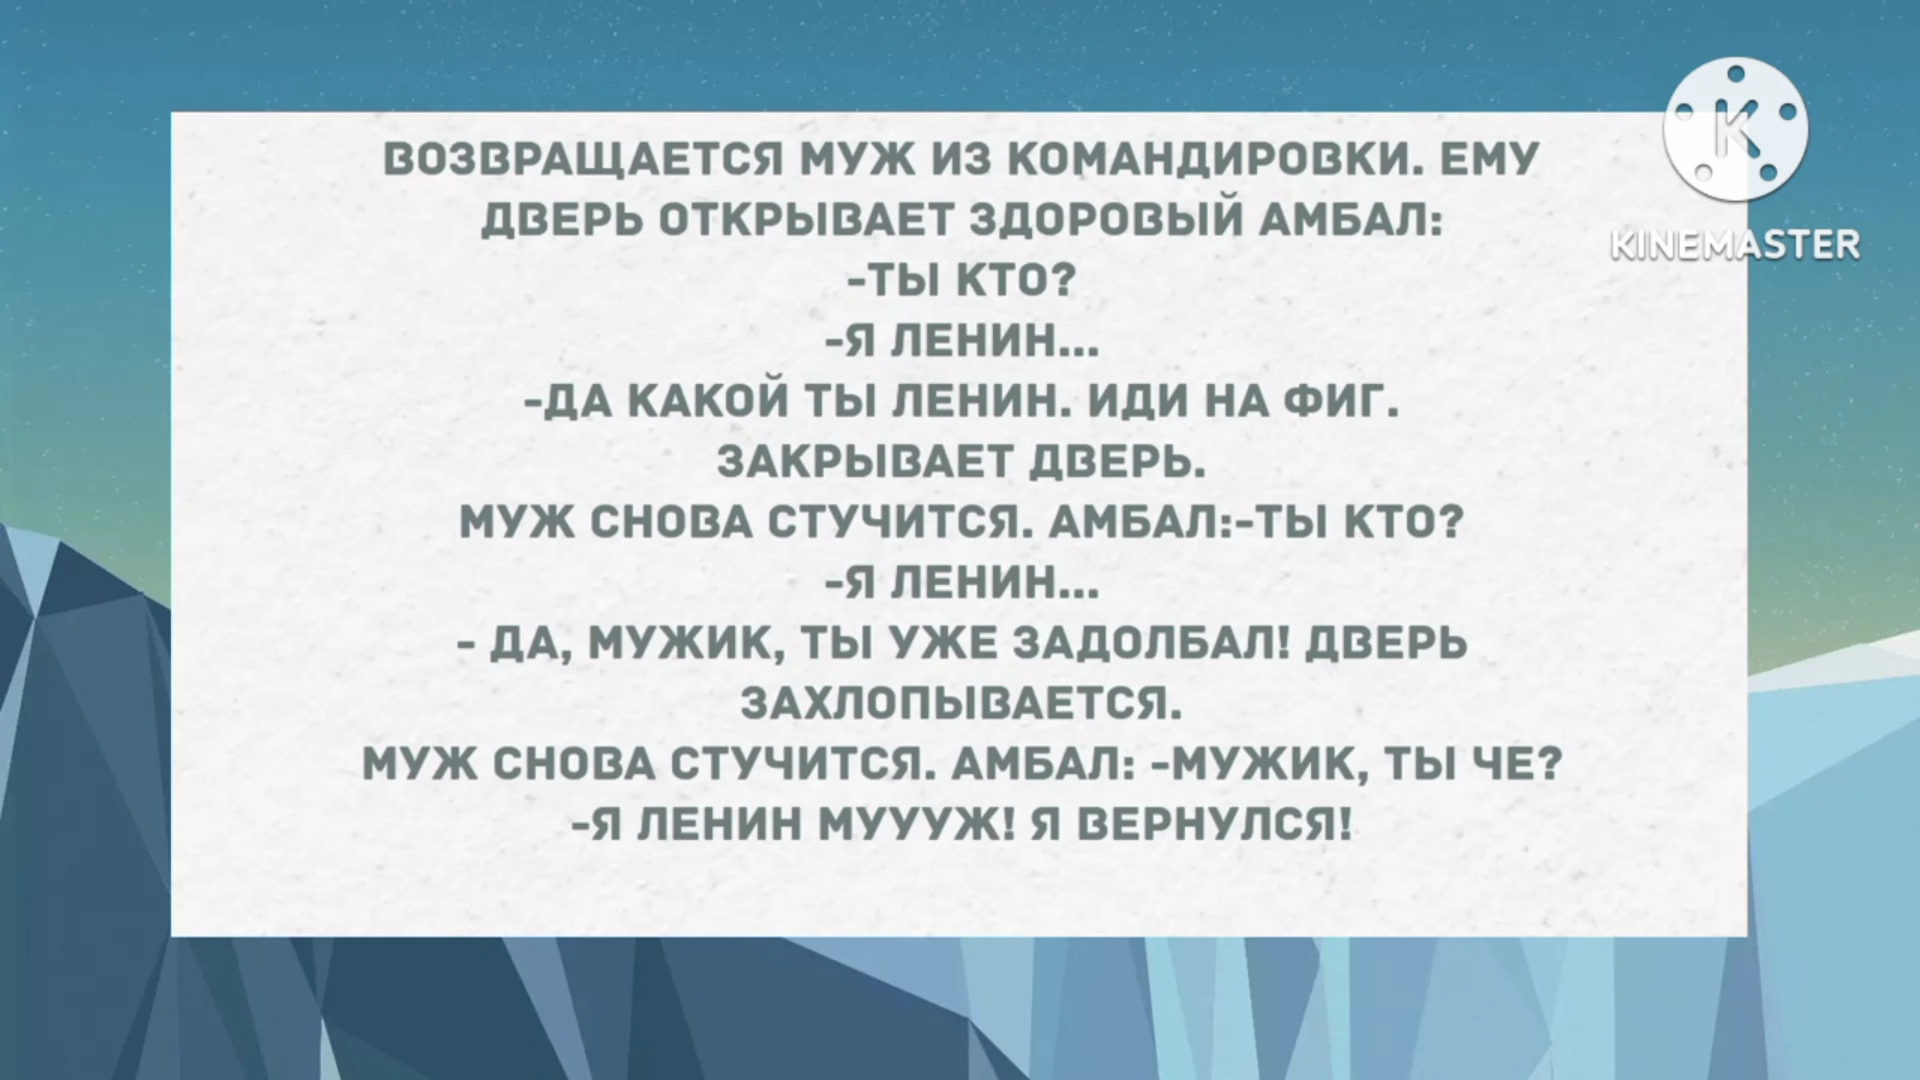 ВОЗВРАЩАЕТСЯ МУЖ ИЗ КОМАНДИРОВКИ. ЕМУ
ДВЕРЬ ОТКРЫВАЕТ ЗДОРОВЫЙ АМБАЛ:
-ТЫ КТО?
-Я ЛЕНИН...
-ДА КАКОЙ ТЫ ЛЕНИН. ИДИ НА ФИГ.
ЗАКРЫВАЕТ ДВЕРЬ.
МУЖ СНОВА СТУЧИТСЯ. АМБАЛ:-ТЫ КТО?
-Я ЛЕНИН...
- ДА, МУЖИК, ТЫ УЖЕ ЗАДОЛБАЛ! ДВЕРЬ
ЗАХЛОПЫВАЕТСЯ.
МУЖ СНОВА СТУЧИТСЯ. АМБАЛ: -МУЖИК, ТЫ ЧЕ?
-Я ЛЕНИН МУУУЖ! Я ВЕРНУЛСЯ!
K
KINEMASTER